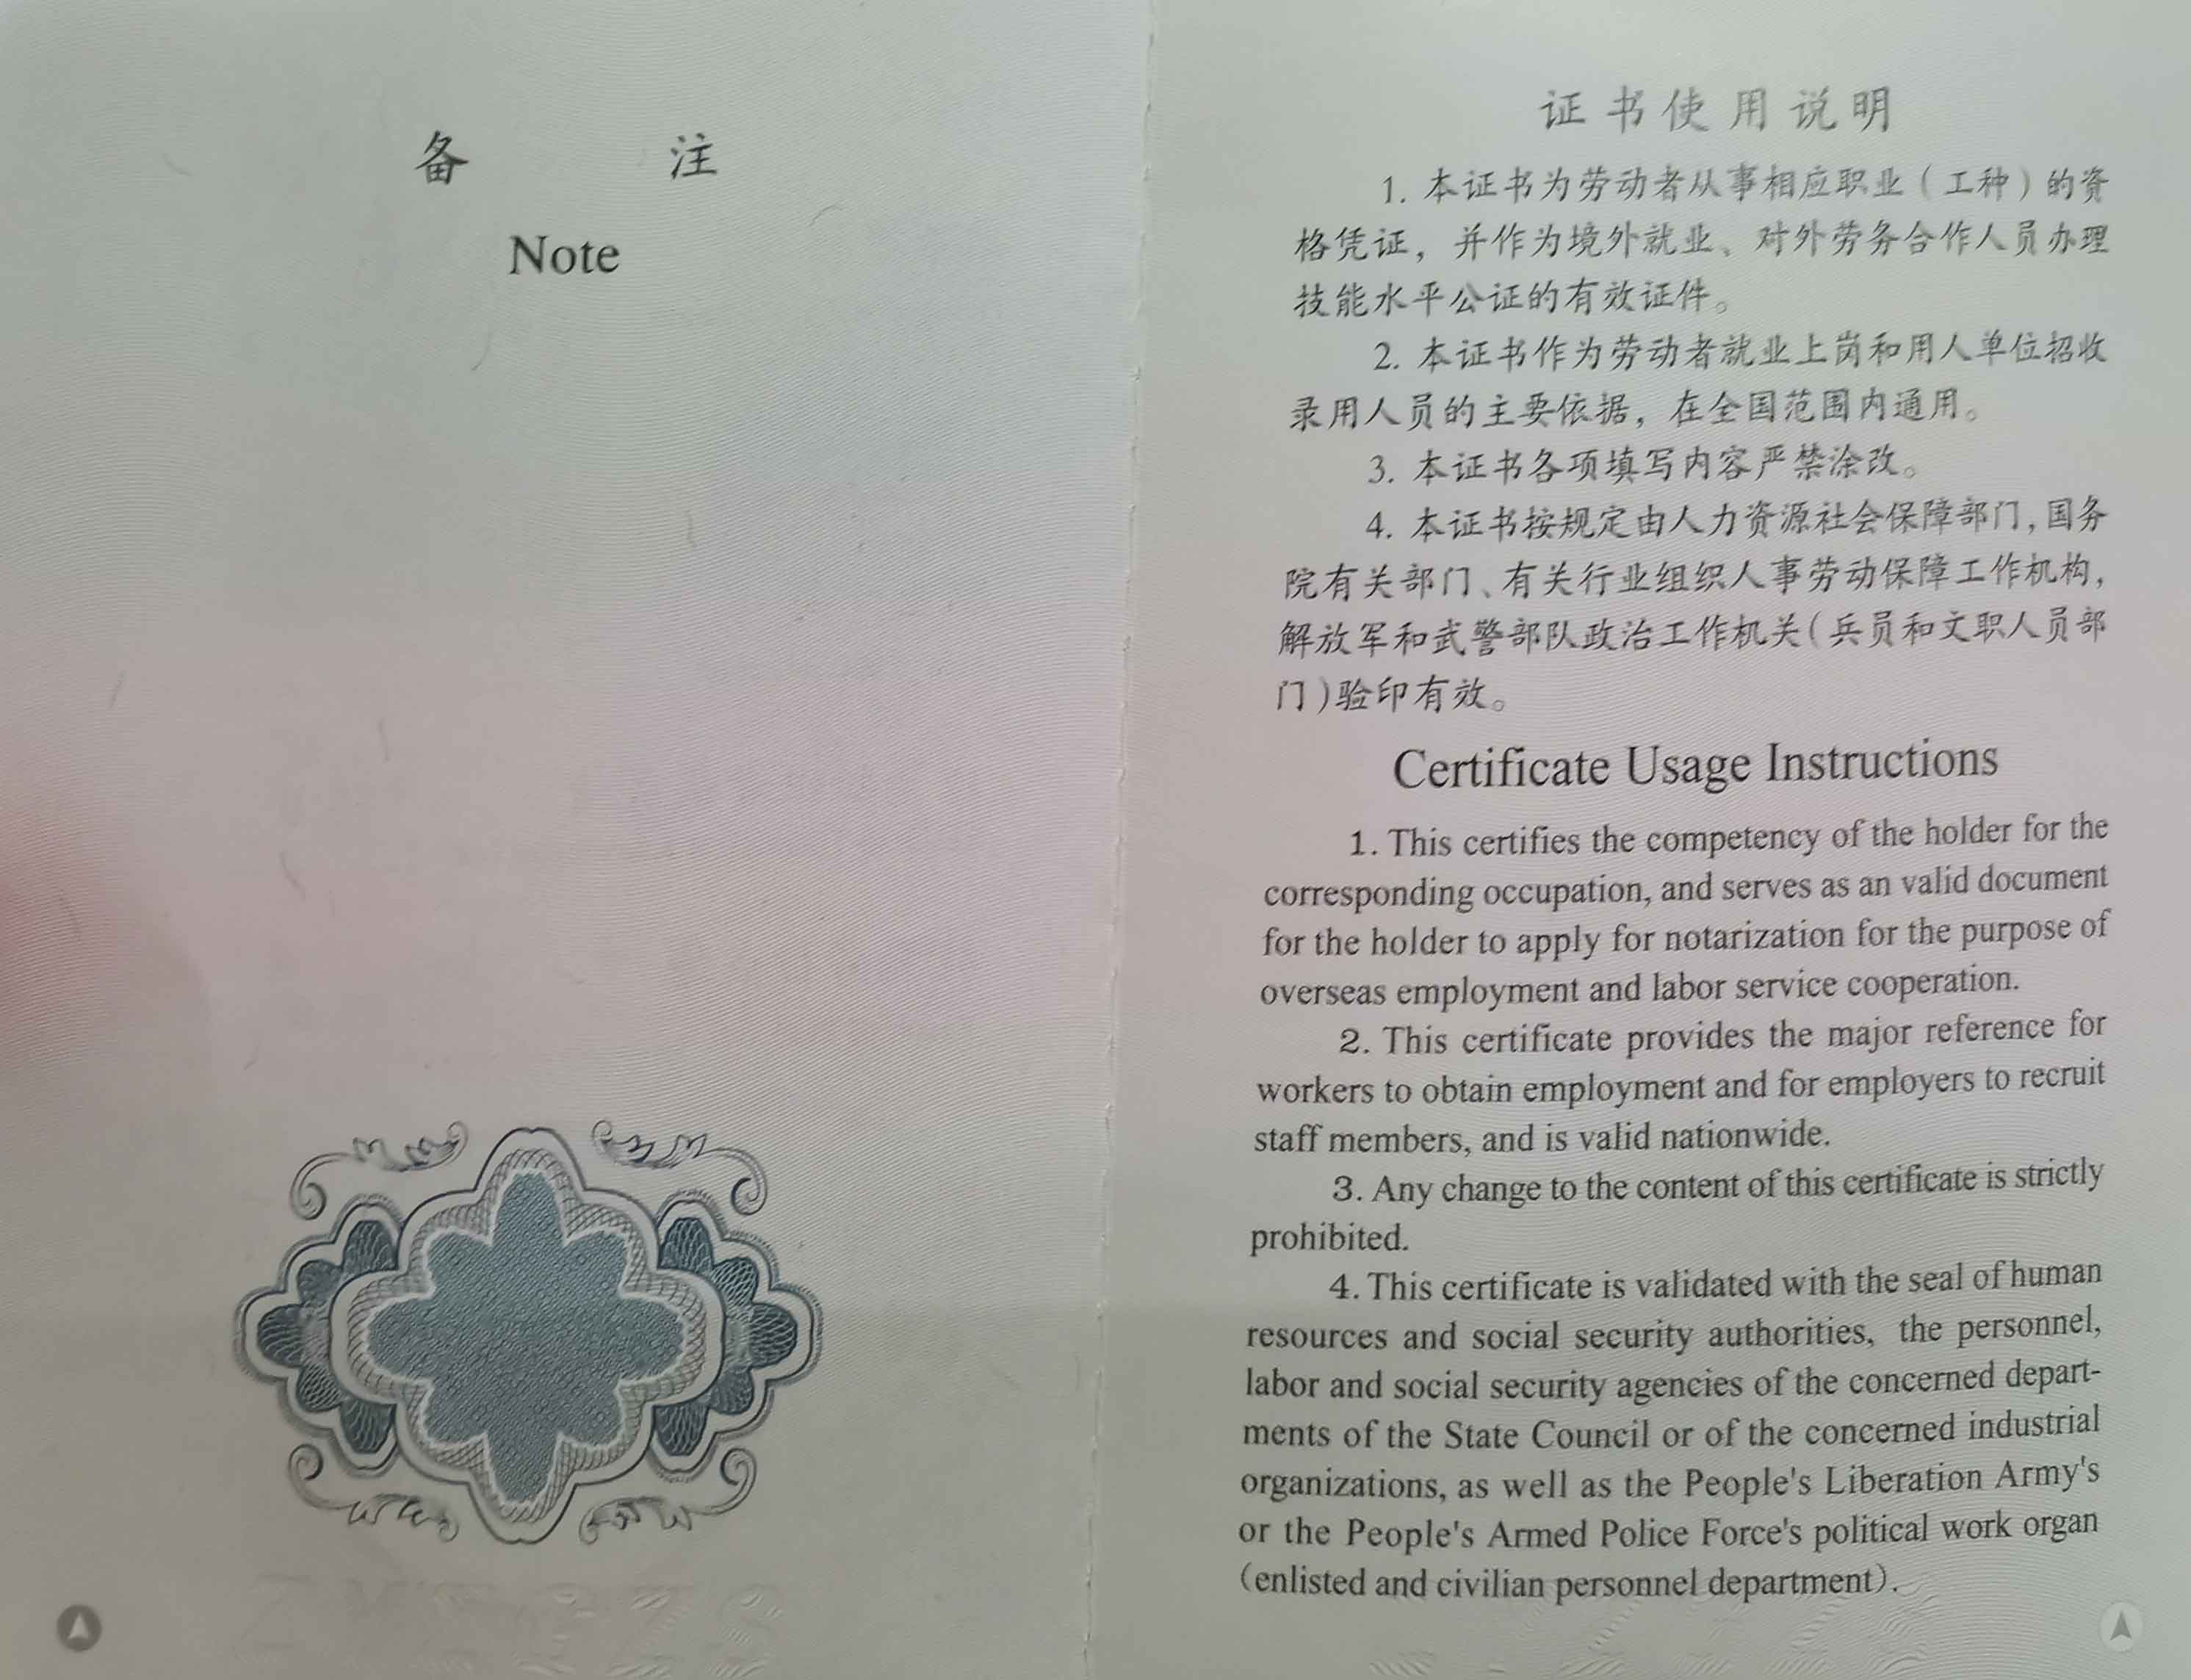 备 注
Note
证书使用说明
1. 本证书为劳动者从事相应职业(工种)的资
格凭证，并作为境外就业、对外劳务合作人员办理
技能水平公证的有效证件。
2. 本证书作为劳动者就业上岗和用人单位招收
录用人员的主要依据，在全国范围内通用。
3. 本证书各项填写内容严禁涂改。
4. 本证书按规定由人力资源社会保障部门,国务
院有关部门、有关行业组织人事劳动保障工作机构,
解放军和武警部队政治工作机关(兵员和文职人员部
门)验印有效。
Certificate Usage Instructions
1. This certifies the competency of the holder for the
corresponding occupation, and serves as an valid document
for the holder to apply for notarization for the purpose of
overseas employment and labor service cooperation.
2. This certificate provides the major reference for
workers to obtain employment and for employers to recruit
staff members, and is valid nationwide.
3. Any change to the content of this certificate is strictly
prohibited.
4. This certificate is validated with the seal of human
resources and social security authorities, the personnel,
labor and social security agencies of the concerned depart-
ments of the State Council or of the concerned industrial
organizations, as well as the People's Liberation Army's
or the People's Armed Police Force's political work organ
(enlisted and civilian personnel department).